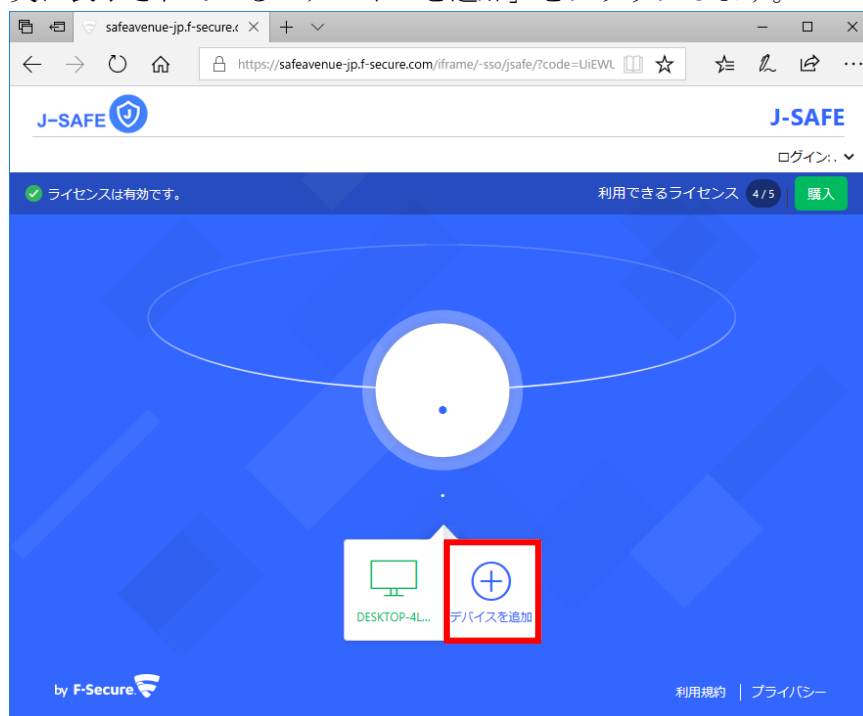 safeavenue-jp.f-secure.c
https://safeavenue-jp.f-secure.com/iframe/-sso/jsafe/?code=UiEWL
J-SAFE
J-SAFE
ログイン: .
ライセンスは有効です。
利用できるライセンス 4/5 購入
DESKTOP-4L...
デバイスを追加
by F-Secure.
利用規約 | プライバシー